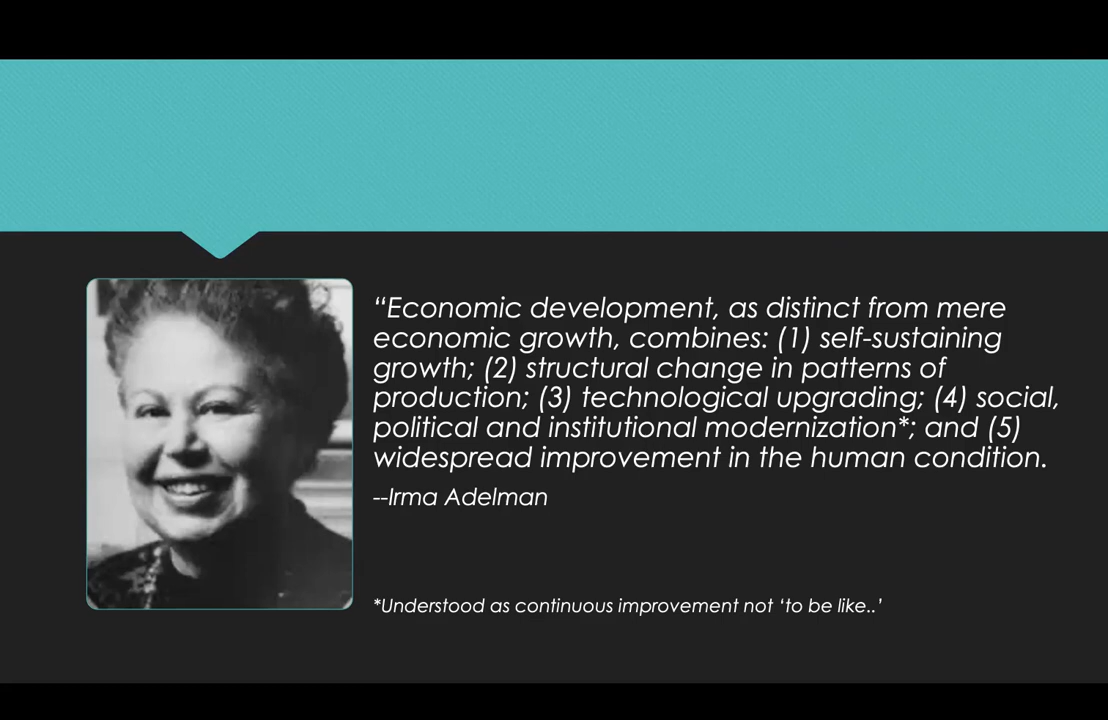 “Economic development, as distinct from mere
economic growth, combines: (1) self-sustaining
growth; (2) structural change in patterns of
production; (3) technological upgrading; (4) social,
political and institutional modernization*; and (5)
widespread improvement in the human condition.
--Irma Adelman
*Understood as continuous improvement not ‘to be like..’